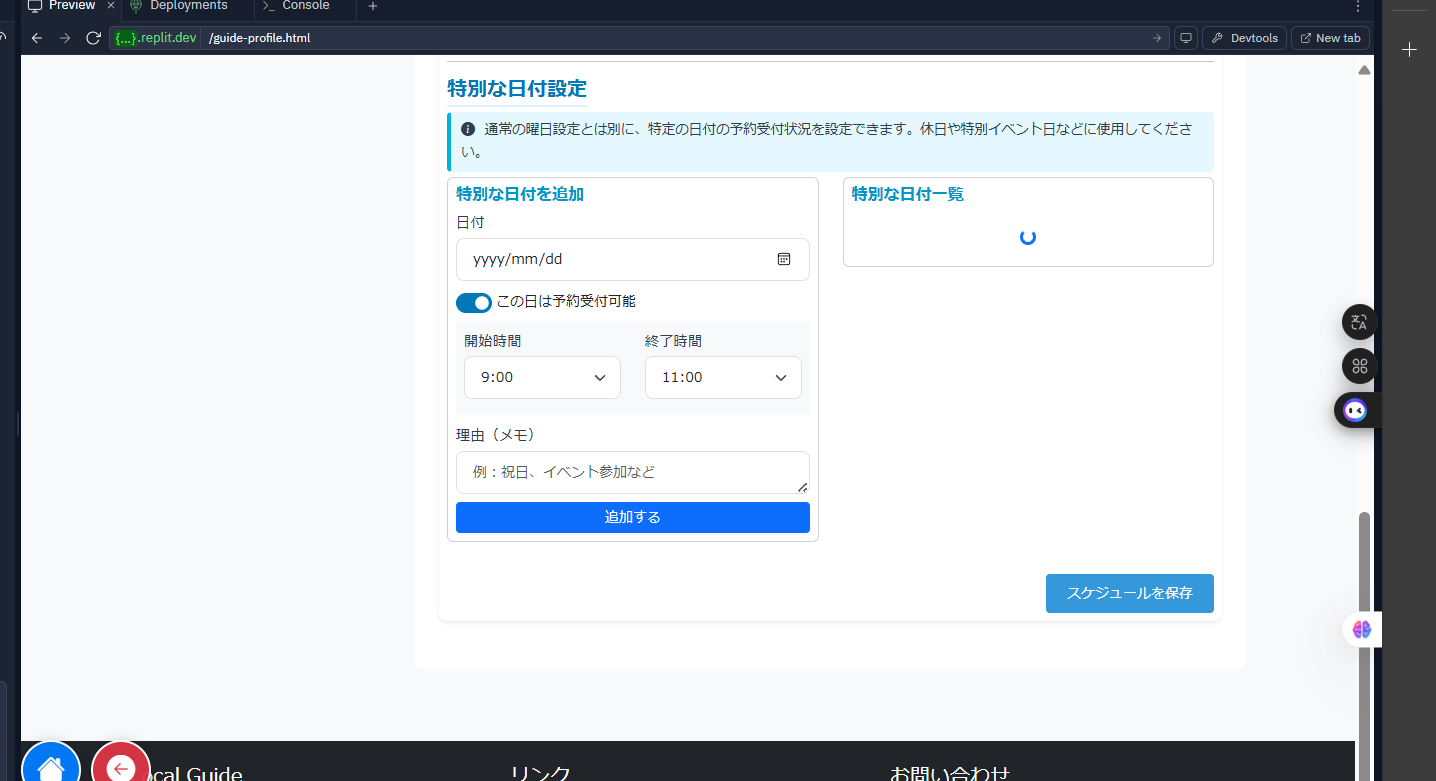 Preview
Deployments
Console
{...}.replit.dev
/guide-profile.html
Devtools
New tab
特別な日付設定
通常の曜日設定とは別に、特定の日付の予約受付状況を設定できます。休日や特別イベント日などに使用してくださ
い。
特別な日付を追加
日付
yyyy/mm/dd
この日は予約受付可能
開始時間
終了時間
9:00
11:00
理由（メモ）
例：祝日、イベント参加など
追加する
特別な日付一覧
スケジュールを保存
ocal Guide
リンク
お問い合わせ